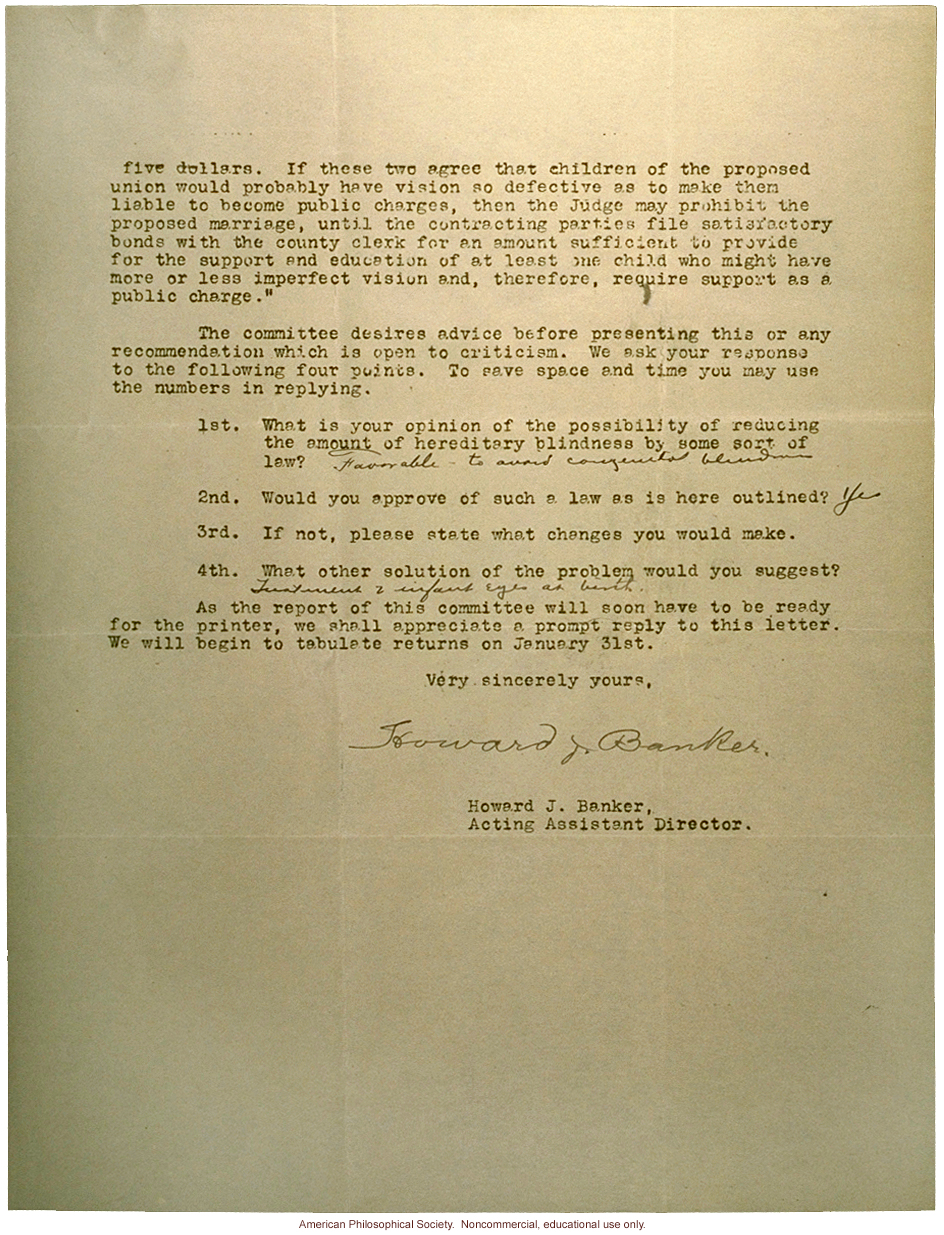 five dollars. If these two agree that children of the proposed
union would probably have vision so defective as to make them
liable to become public charges, then the Judge may prohibit the
proposed marriage, until the contracting parties file satisfactory
bonds with the county clerk for an amount sufficient to provide
for the support and education of at least one child who might have
more or less imperfect vision and, therefore, require support as a
public charge."
The committee desires advice before presenting this or any
recommendation which is open to criticism. We ask your response
to the following four points. To save space and time you may use
the numbers in replying.
1st. What is your opinion of the possibility of reducing
the amount of hereditary blindness by some sort of
law? Favorable - to avoid congenital blindness
2nd. Would you approve of such a law as is here outlined? Yes
3rd. If not, please state what changes you would make.
4th. What other solution of the problem would you suggest?
Treatment of infant eyes at birth.
As the report of this committee will soon have to be ready
for the printer, we shall appreciate a prompt reply to this letter.
We will begin to tabulate returns on January 31st.
Very sincerely yours,
Howard J. Banker.
Howard J. Banker,
Acting Assistant Director.
American Philosophical Society. Noncommercial, educational use only.